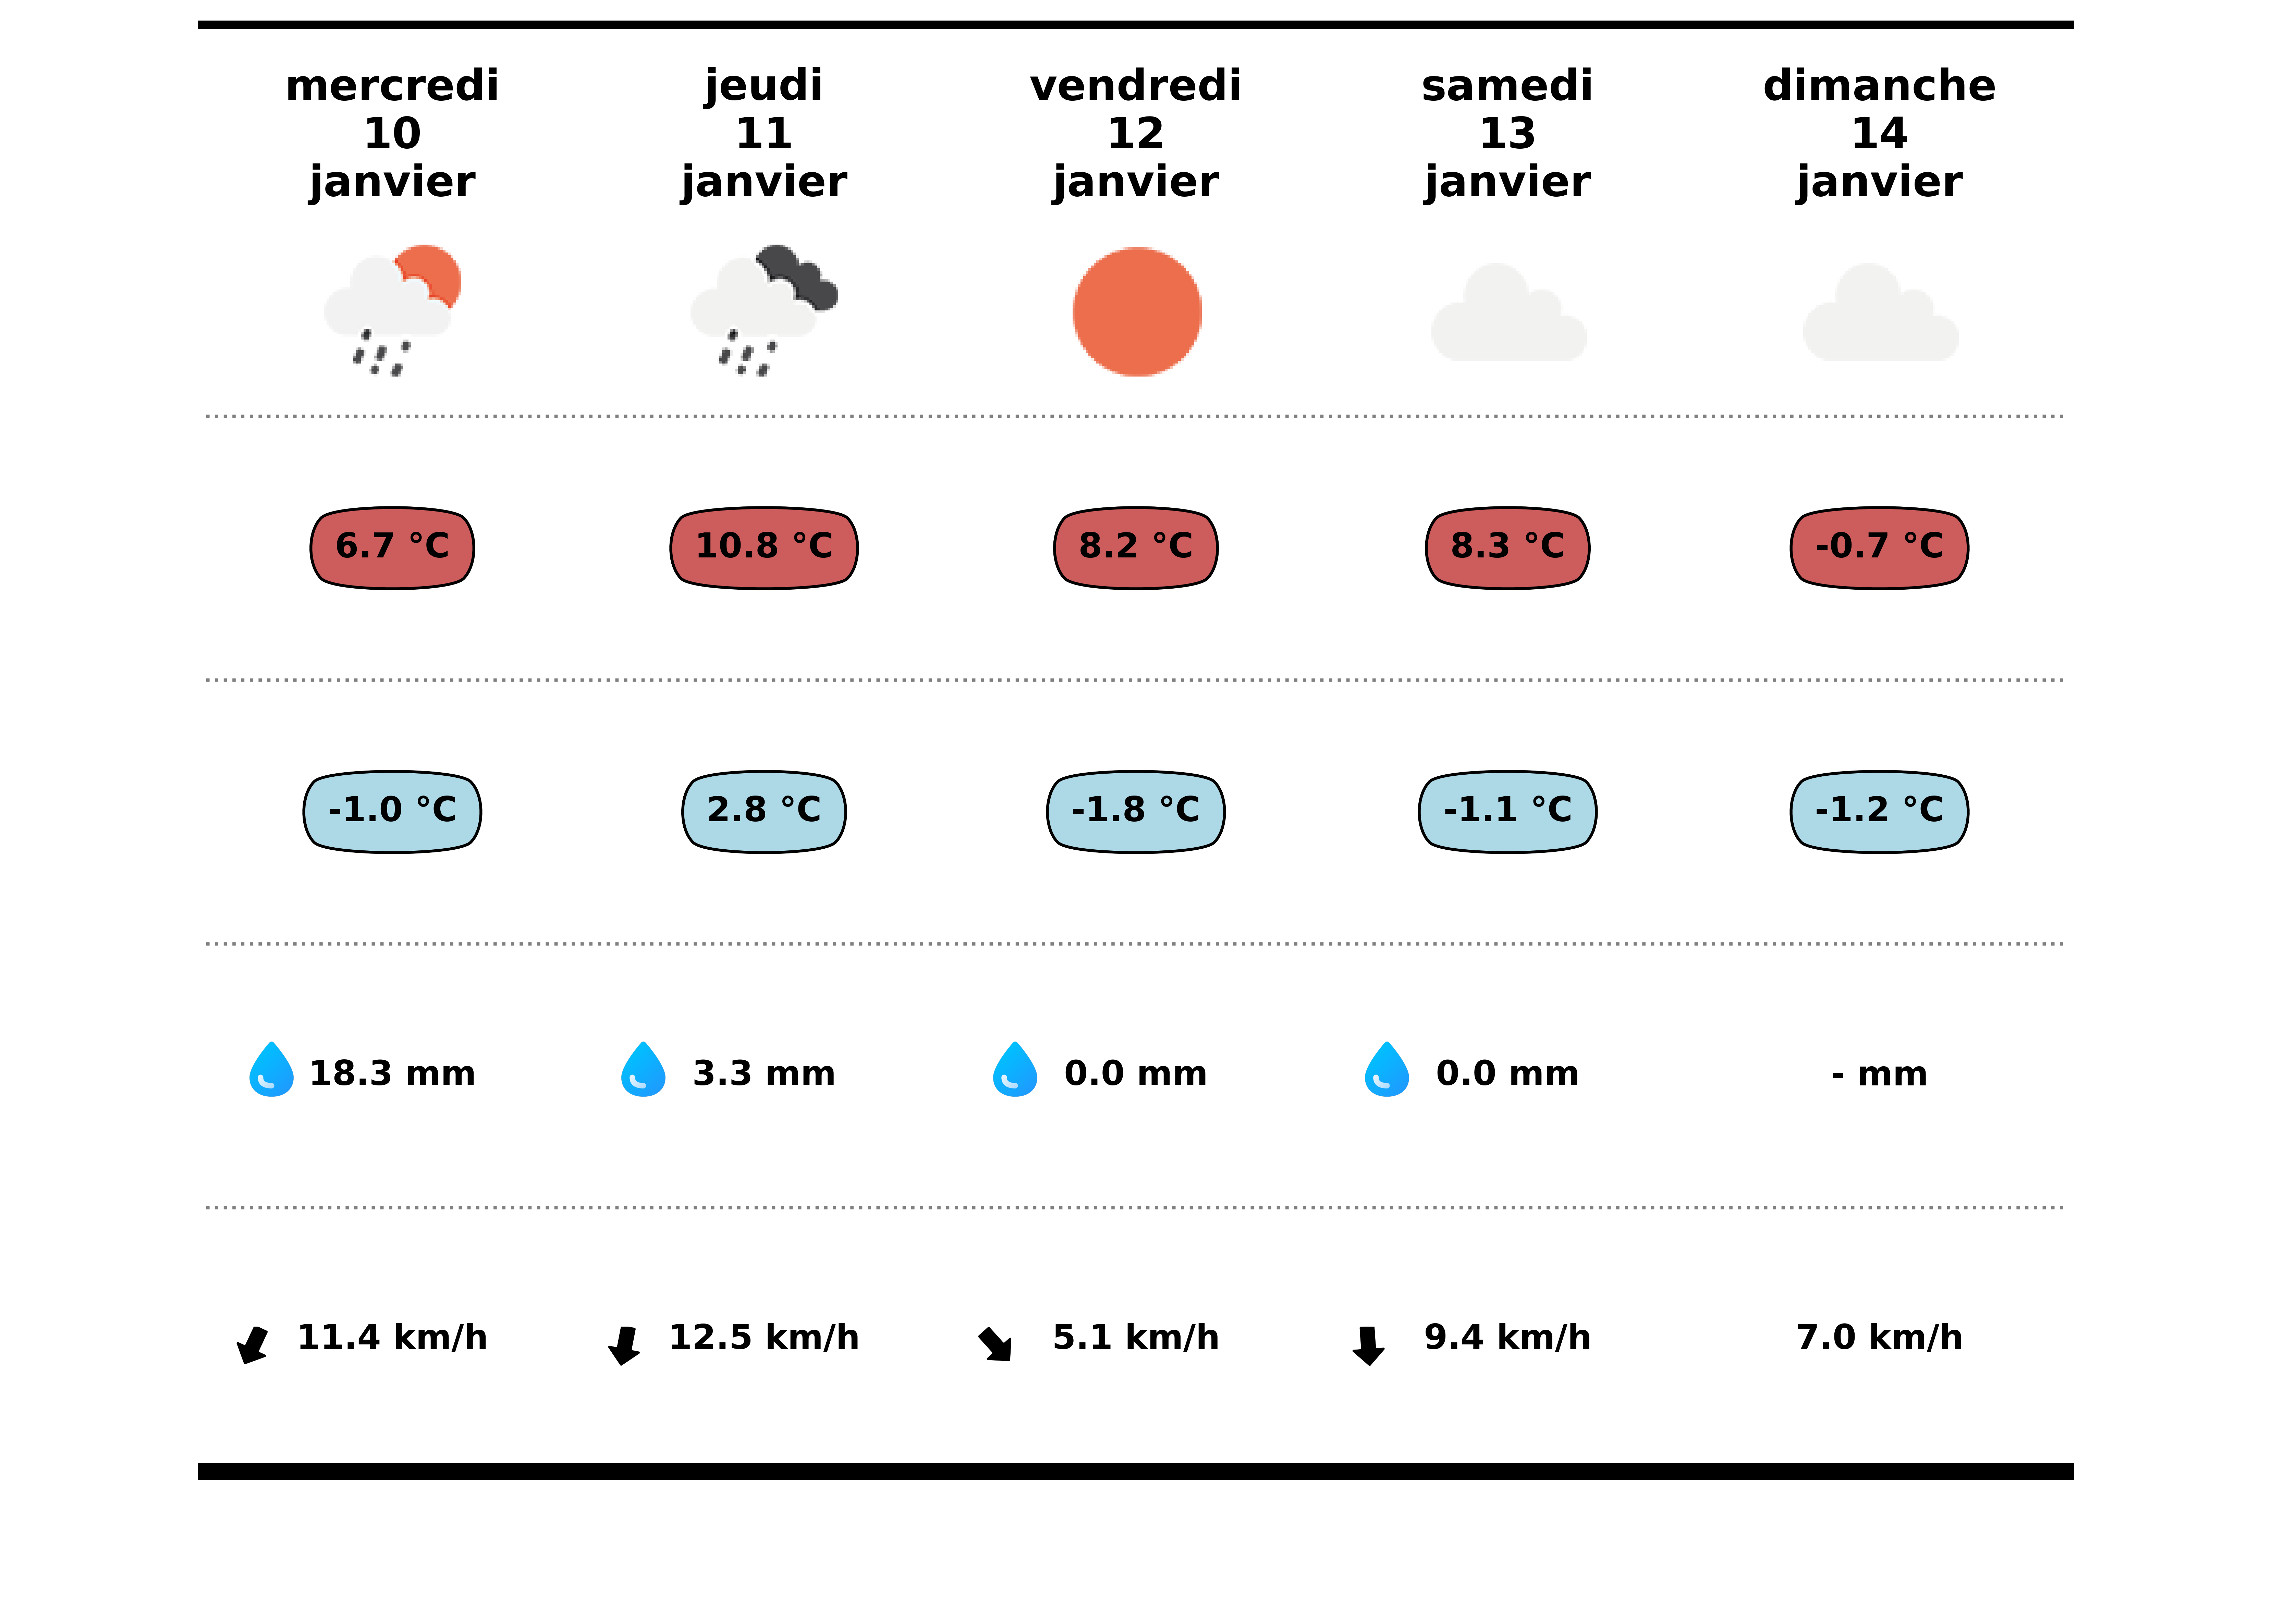 mercredi
10
janvier
jeudi
11
janvier
vendredi
12
janvier
samedi
13
janvier
dimanche
14
janvier
6.7 °C
10.8 °C
8.2 °C
8.3 °C
-0.7 °C
-1.0 °C
2.8 °C
-1.8 °C
-1.1 °C
-1.2 °C
18.3 mm
3.3 mm
0.0 mm
0.0 mm
- mm
11.4 km/h
12.5 km/h
5.1 km/h
9.4 km/h
7.0 km/h